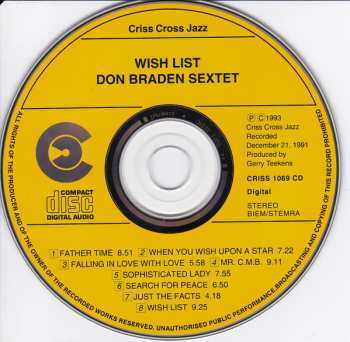 Criss Cross Jazz
WISH LIST
DON BRADEN SEXTET
P C 1993
Criss Cross Jazz
Recorded
December 21, 1991
Produced by
Gerry Teekens
CRISS 1069 CD
Digital
STEREO
BIEM/STEMRA
COMPACT
disc
DIGITAL AUDIO
1 FATHER TIME 8.51 2 WHEN YOU WISH UPON A STAR 7.22
3 FALLING IN LOVE WITH LOVE 5.58 4 MR. C.M.B. 9.11
5 SOPHISTICATED LADY 7.55
6 SEARCH FOR PEACE 5.50
7 JUST THE FACTS 4.18
8 WISH LIST 9.25
ALL RIGHTS OF THE PRODUCER AND OF THE OWNER OF THE RECORDED WORKS RESERVED. UNAUTHORISED PUBLIC PERFORMANCE, BROADCASTING AND COPYING OF THIS RECORD PROHIBITED